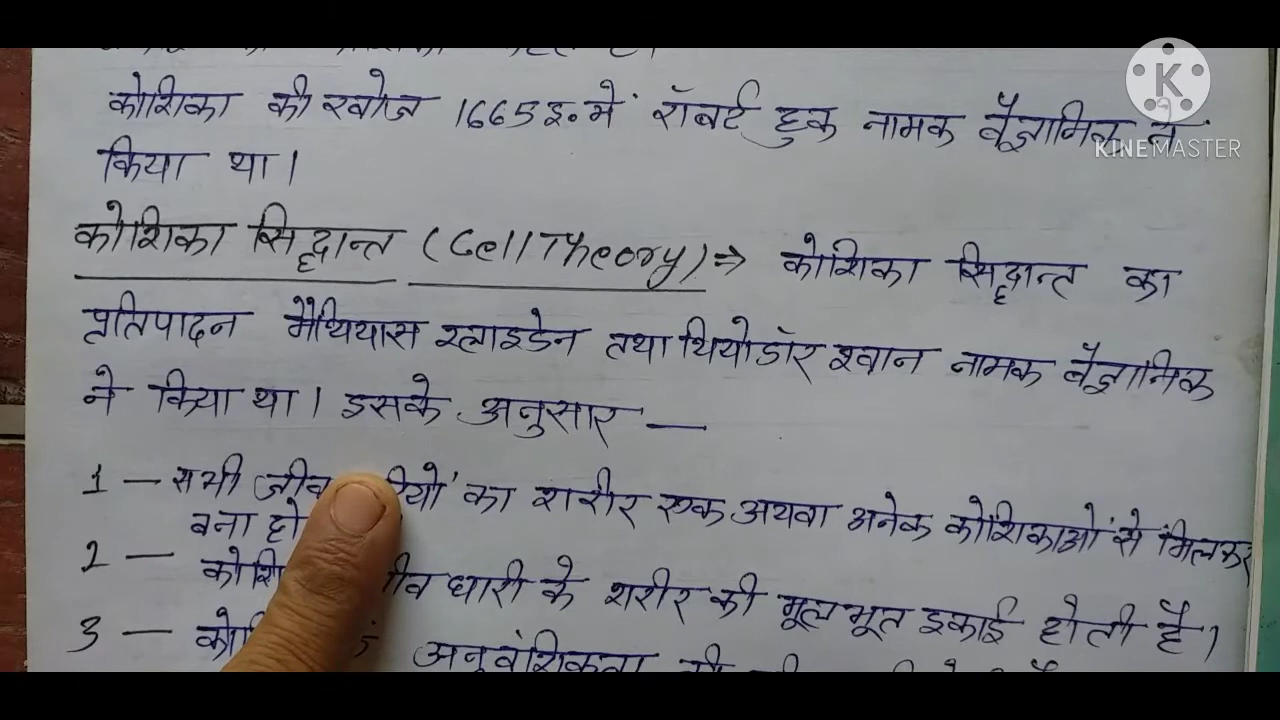 कोशिका की खोज 1665 ई० में रॉबर्ट हुक नामक वैज्ञानिक ने
किया था।
कोशिका सिद्धान्त (Cell Theory) ⇒ कोशिका सिद्धान्त का
प्रतिपादन मैथियास श्लाइडेन तथा थियोडॉर श्वान नामक वैज्ञानिक
ने किया था। इसके अनुसार —
1 — सभी का शरीर एक अथवा अनेक कोशिकाओं से मिलकर
बना
2 — धारी के शरीर की मूलभूत इकाई होती है।
3 — अनुवंशिकता
K
KINEMASTER